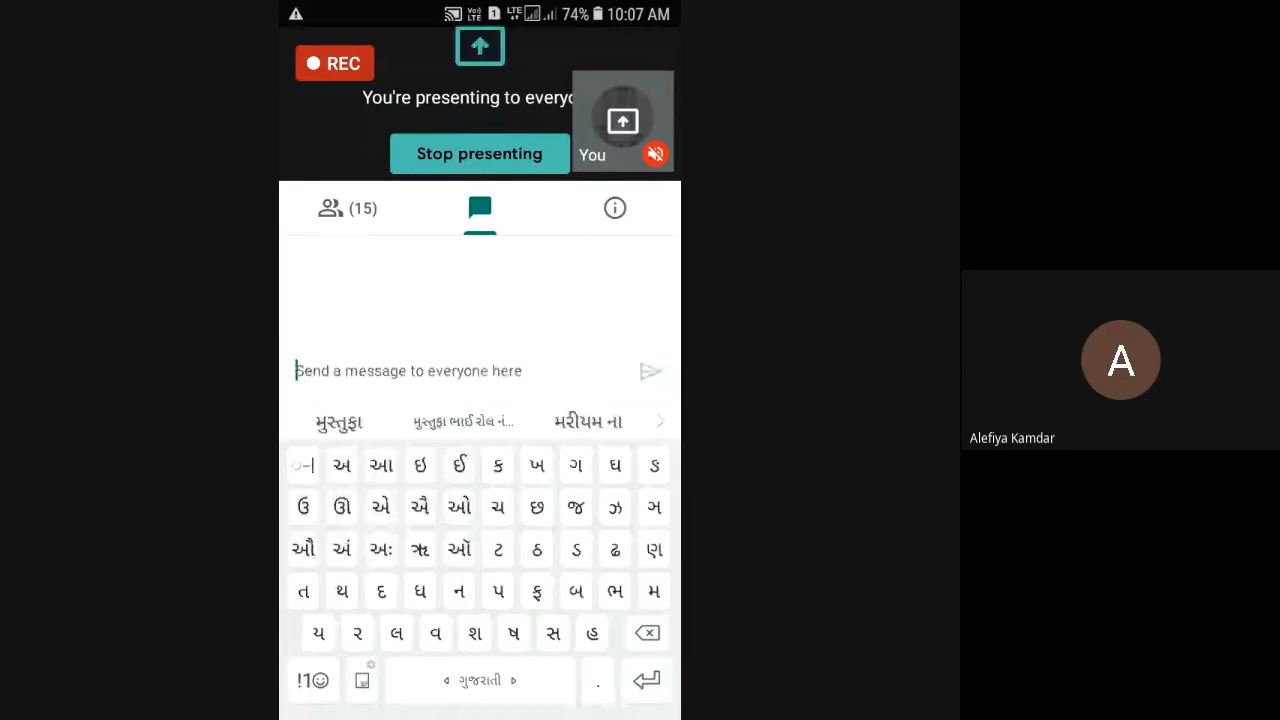 74% 10:07 AM
REC
You're presenting to everyo
Stop presenting
You
(15)
Send a message to everyone here
મુસ્તુફા મુસ્તુફા ભાઈ રોલ નં... મરીયમ ના
અ આ ઇ ઈ ક ખ ગ ઘ ઙ
ઉ ઊ એ ઐ ઓ ચ છ જ ઝ ઞ
ઔ અં અઃ ઋ ઑ ટ ઠ ડ ઢ ણ
ત થ દ ધ ન પ ફ બ ભ મ
ય ર લ વ શ ષ સ હ
!1☺ ગુજરાતી .
A
Alefiya Kamdar